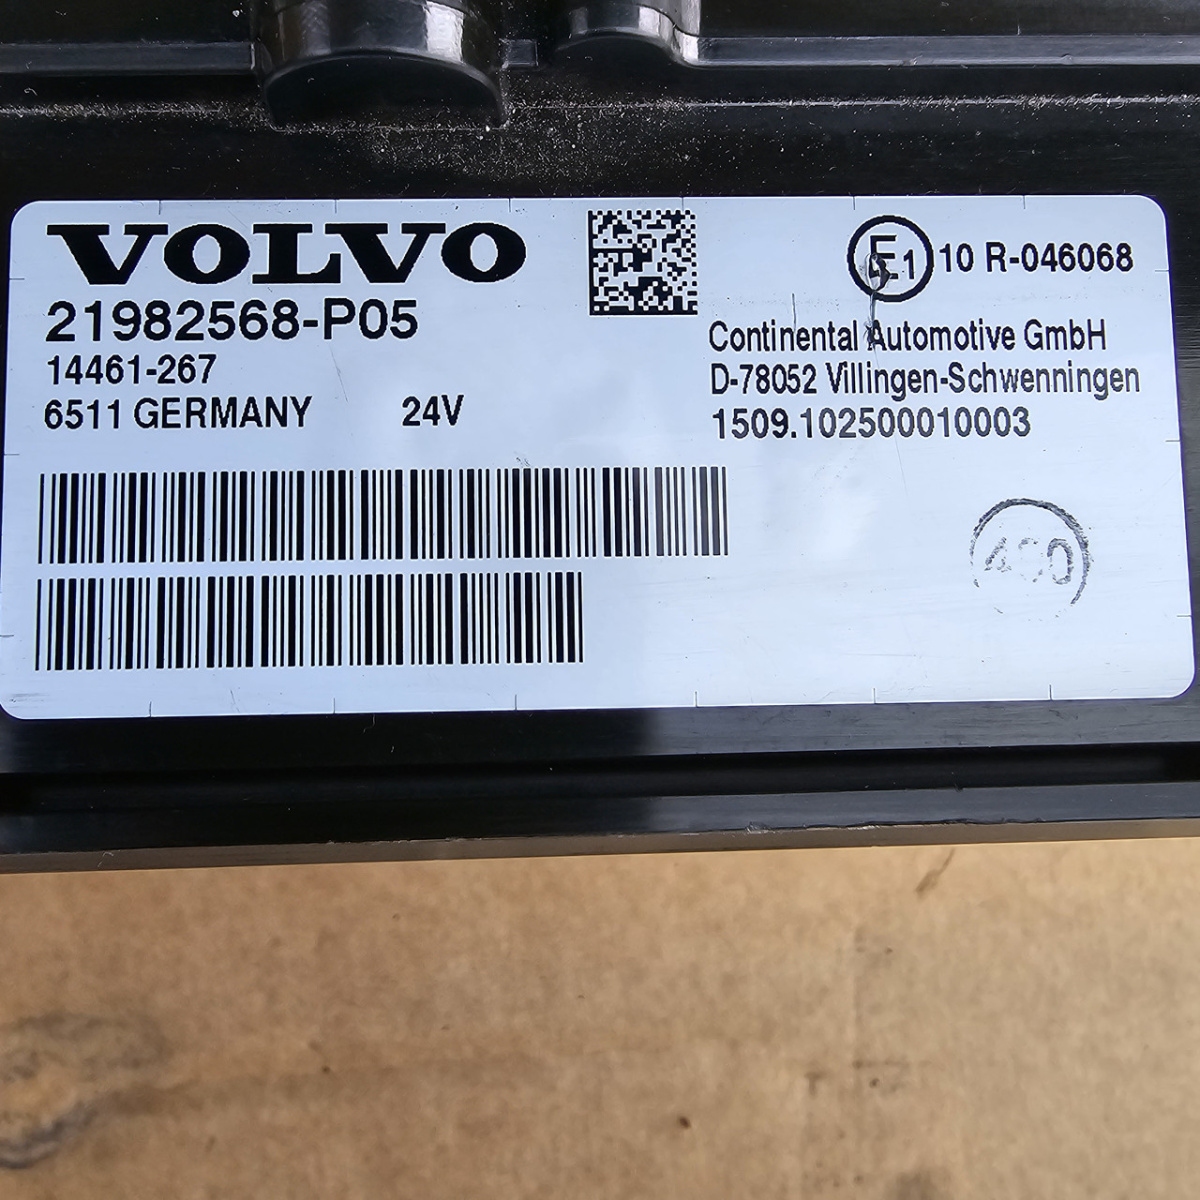 VOLVO
21982568-P05
14461-267
6511 GERMANY 24V
E1 10 R-046068
Continental Automotive GmbH
D-78052 Villingen-Schwenningen
1509.102500010003